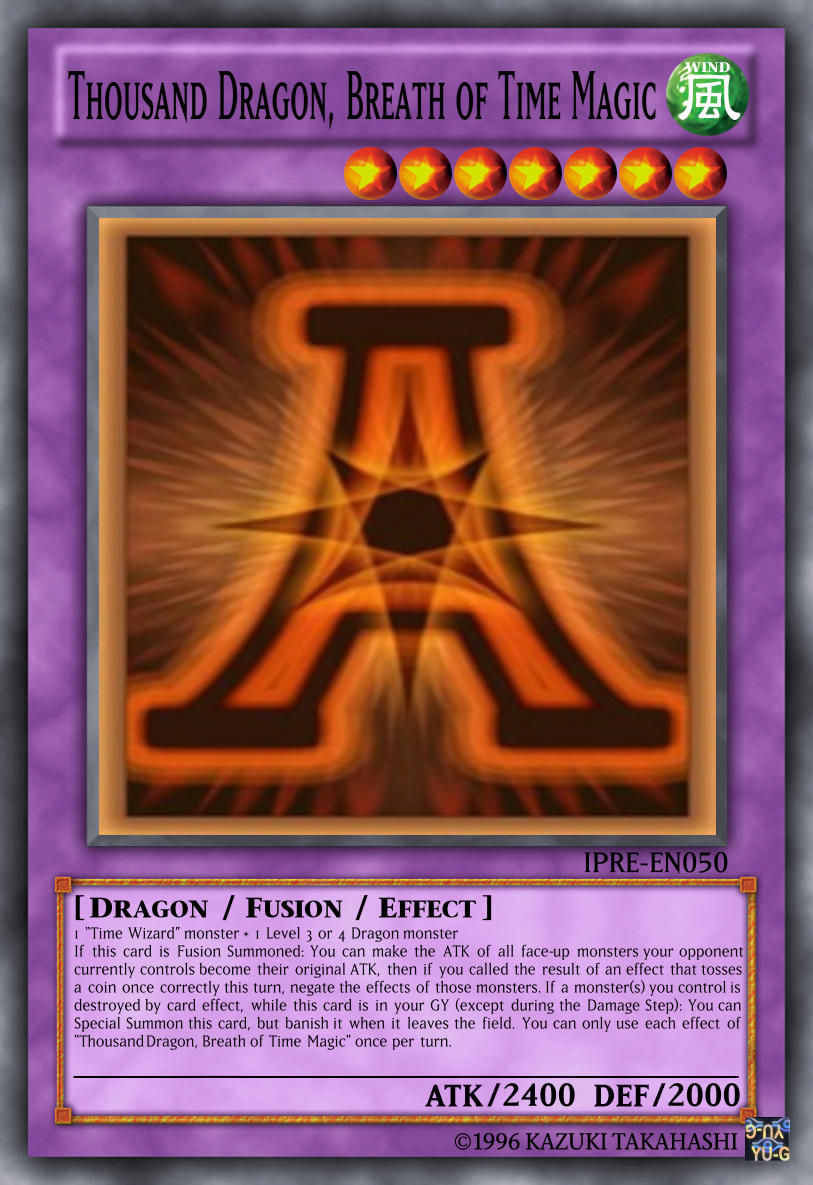 Thousand Dragon, Breath of Time Magic
WIND
風
A
IPRE-EN050
[ Dragon / Fusion / Effect ]
1 "Time Wizard" monster + 1 Level 3 or 4 Dragon monster
If this card is Fusion Summoned: You can make the ATK of all face-up monsters your opponent
currently controls become their original ATK, then if you called the result of an effect that tosses
a coin once correctly this turn, negate the effects of those monsters. If a monster(s) you control is
destroyed by card effect, while this card is in your GY (except during the Damage Step): You can
Special Summon this card, but banish it when it leaves the field. You can only use each effect of
"Thousand Dragon, Breath of Time Magic" once per turn.
ATK/2400 DEF/2000
©1996 KAZUKI TAKAHASHI
YU-G
YU-G